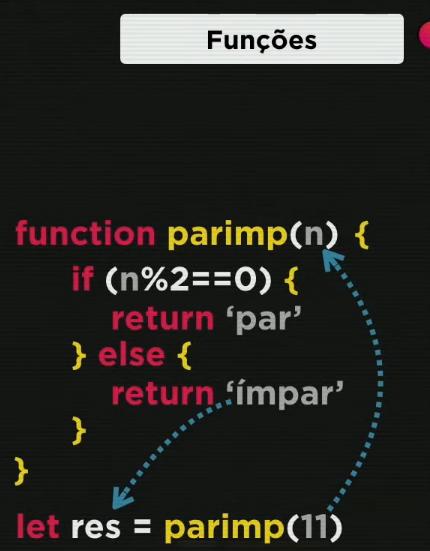 Funções
function parimp(n) {
if (n%2==0) {
return ‘par’
} else {
return ‘ímpar’
}
}
let res = parimp(11)